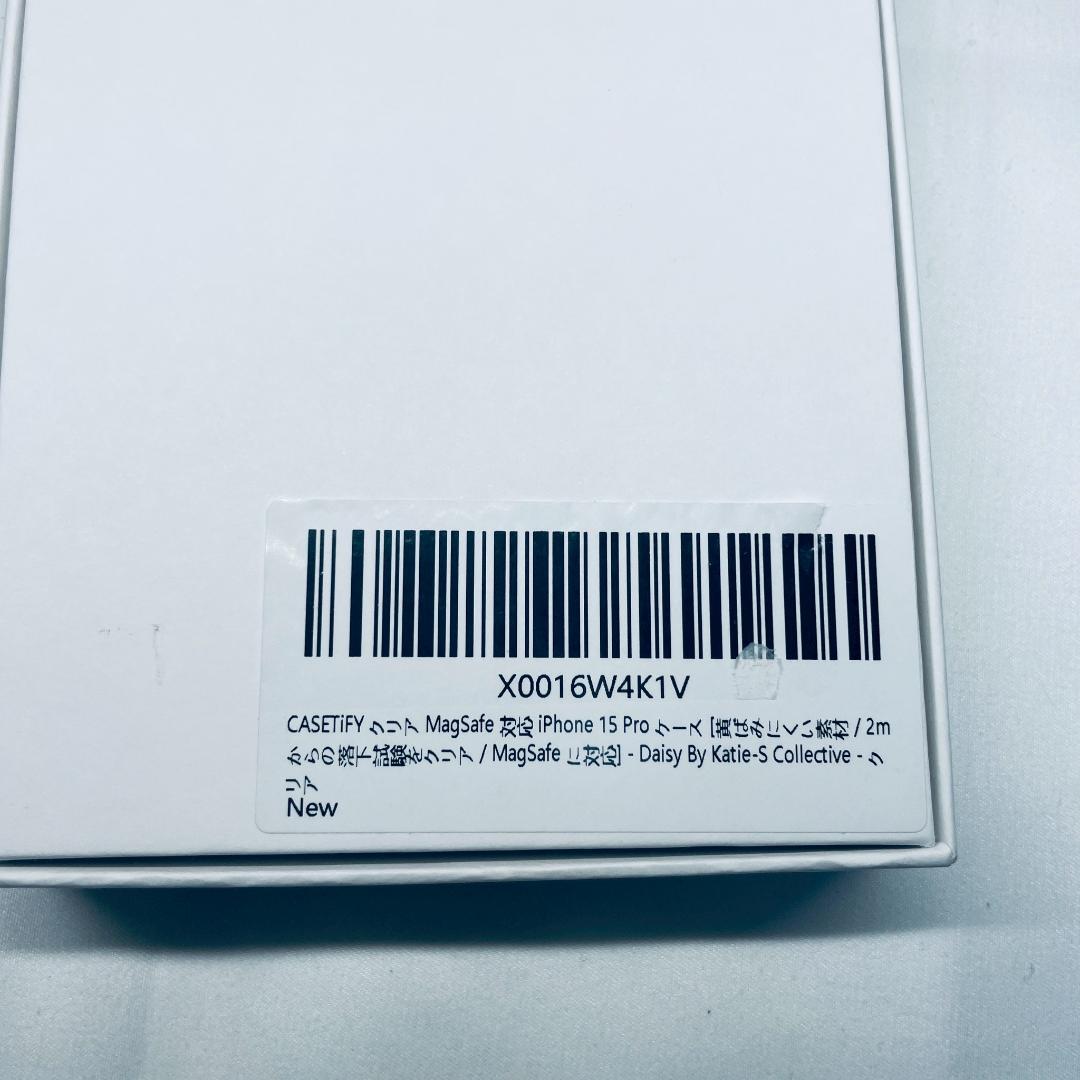 X0016W4K1V
CASETiFY クリア MagSafe 対応 iPhone 15 Pro ケース [黄ばみにくい素材 / 2m
からの落下試験をクリア / MagSafe に対応] - Daisy By Katie-S Collective - ク
リア
New